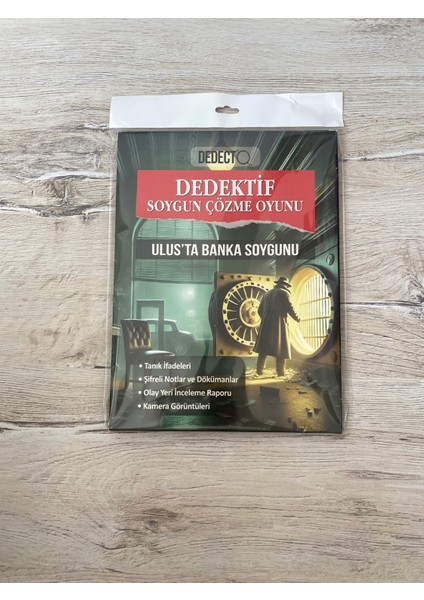 DEDECTO
DEDEKTİF
SOYGUN ÇÖZME OYUNU
ULUS'TA BANKA SOYGUNU
• Tanık İfadeleri
• Şifreli Notlar ve Dökümanlar
• Olay Yeri İnceleme Raporu
• Kamera Görüntüleri